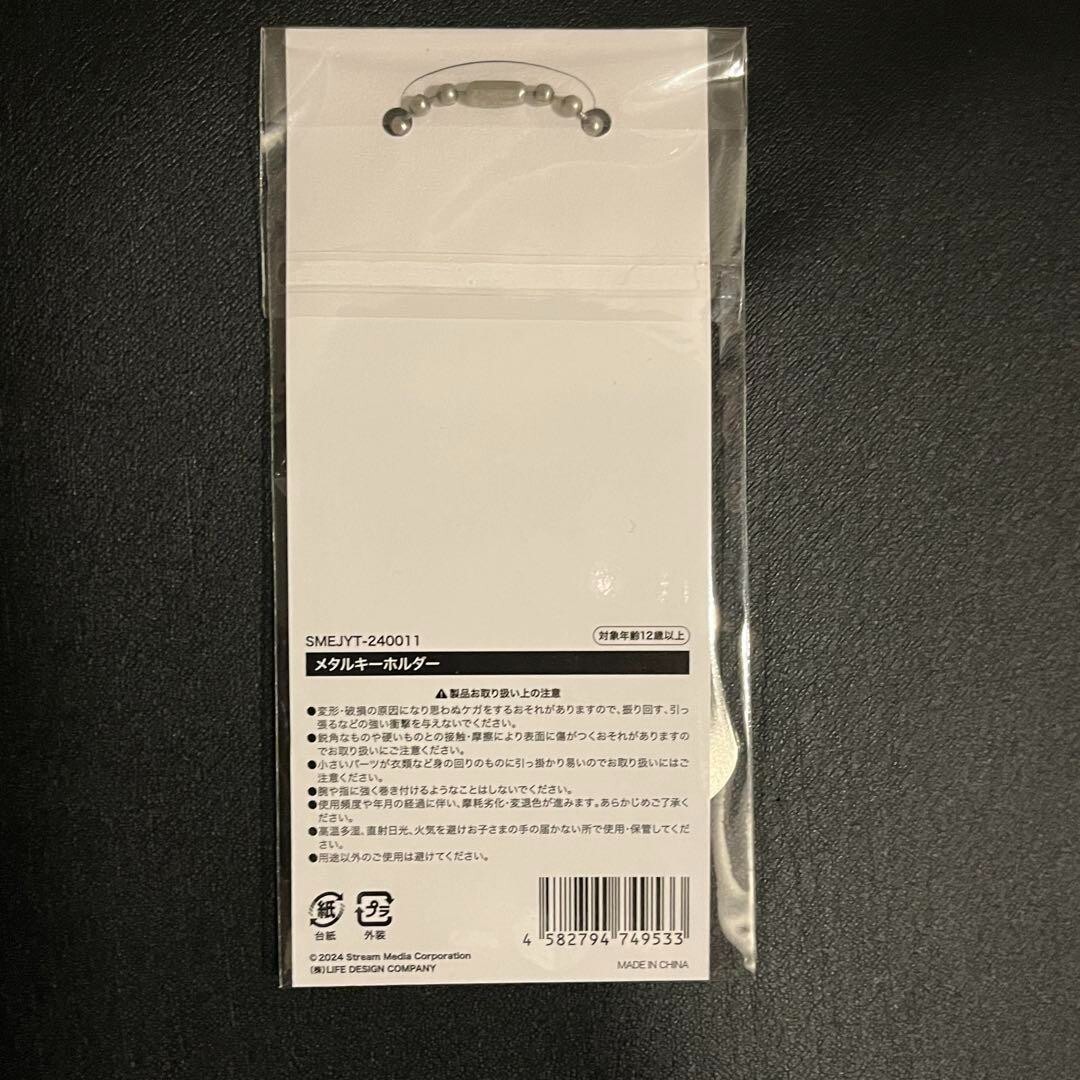 SMEJYT-240011
対象年齢12歳以上
メタルキーホルダー
⚠製品お取り扱い上の注意
●変形・破損の原因になり思わぬケガをするおそれがありますので、振り回す、引っ
張るなどの強い衝撃を与えないでください。
●鋭角なものや硬いものとの接触・摩擦により表面に傷がつくおそれがありますの
でお取り扱いにご注意ください。
●小さいパーツが衣類など身の回りのものに引っ掛かり易いのでお取り扱いにはご
注意ください。
●腕や指に強く巻き付けるようなことはしないでください。
●使用頻度や年月の経過に伴い、摩耗劣化・変退色が進みます。あらかじめご了承く
ださい。
●高温多湿、直射日光、火気を避けお子さまの手の届かない所で使用・保管してくだ
さい。
●用途以外のご使用は避けてください。
紙
台紙
プラ
外装
4 582794 749533
©2024 Stream Media Corporation
(株)LIFE DESIGN COMPANY
MADE IN CHINA